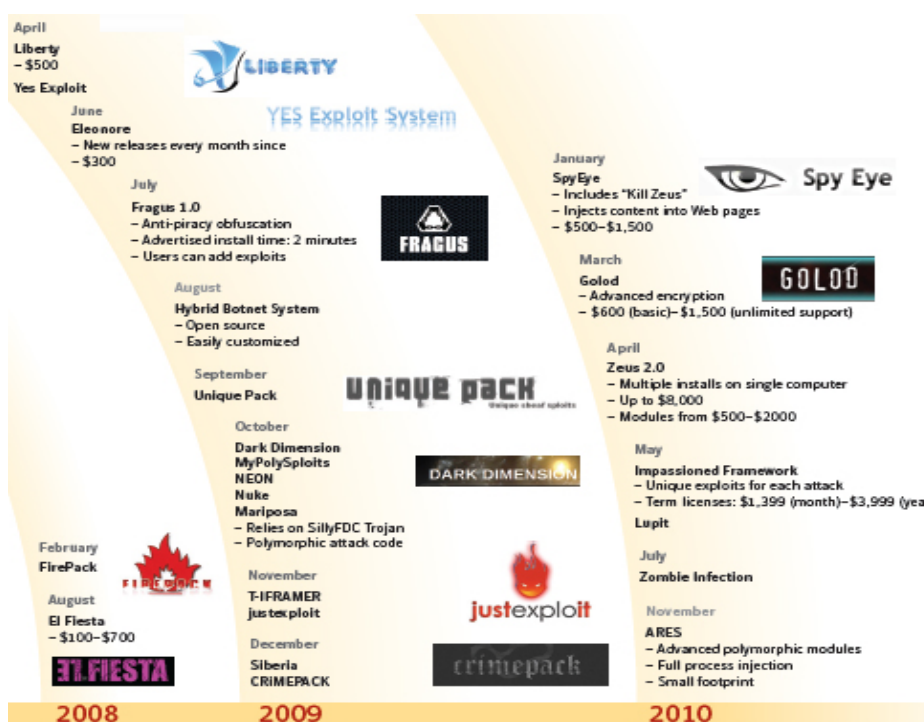 February
FirePack
FIREPACK
August
El Fiesta
– $100–$700
EL FIESTA
2008
April
Liberty
– $500
LIBERTY
Yes Exploit
YES Exploit System
June
Eleonore
– New releases every month since
– $300
July
Fragus 1.0
– Anti-piracy obfuscation
– Advertised install time: 2 minutes
– Users can add exploits
FRAGUS
August
Hybrid Botnet System
– Open source
– Easily customized
September
Unique Pack
unique pack
Unique sheaf sploits
October
Dark Dimension
MyPolySploits
NEON
Nuke
Mariposa
– Relies on SillyFDC Trojan
– Polymorphic attack code
DARK DIMENSION
November
T-IFRAMER
justexploit
justexploit
December
Siberia
CRiMEPACK
crimepack
2009
January
SpyEye
– Includes “Kill Zeus”
– Injects content into Web pages
– $500–$1,500
Spy Eye
March
Golod
– Advanced encryption
– $600 (basic)–$1,500 (unlimited support)
GOLOD
April
Zeus 2.0
– Multiple installs on single computer
– Up to $8,000
– Modules from $500–$2000
May
Impassioned Framework
– Unique exploits for each attack
– Term licenses: $1,399 (month)–$3,999 (yea
Lupit
July
Zombie Infection
November
ARES
– Advanced polymorphic modules
– Full process injection
– Small footprint
2010